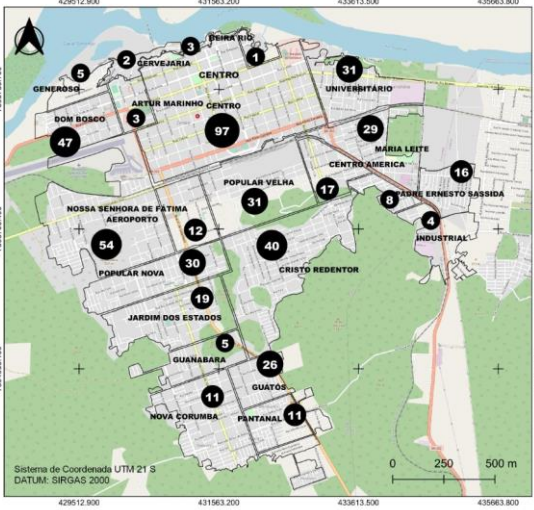 429512.900 431563.200 433613.500 435663.800
BEIRA RIO
3
2
1
CERVEJARIA
5
CENTRO
31
GENEROSO
UNIVERSITÁRIO
ARTUR MARINHO
CENTRO
DOM BOSCO
3
97
29
47
MARIA LEITE
CENTRO AMERICA
16
POPULAR VELHA
17
PADRE ERNESTO SASSIDA
31
8
NOSSA SENHORA DE FÁTIMA
AEROPORTO
4
12
54
40
INDUSTRIAL
30
POPULAR NOVA
CRISTO REDENTOR
19
JARDIM DOS ESTADOS
5
GUANABARA
26
GUATÓS
11
NOVA CORUMBA
PANTANAL
11
Sistema de Coordenada UTM 21 S
DATUM: SIRGAS 2000
0 250 500 m
429512.900 431563.200 433613.500 435663.800